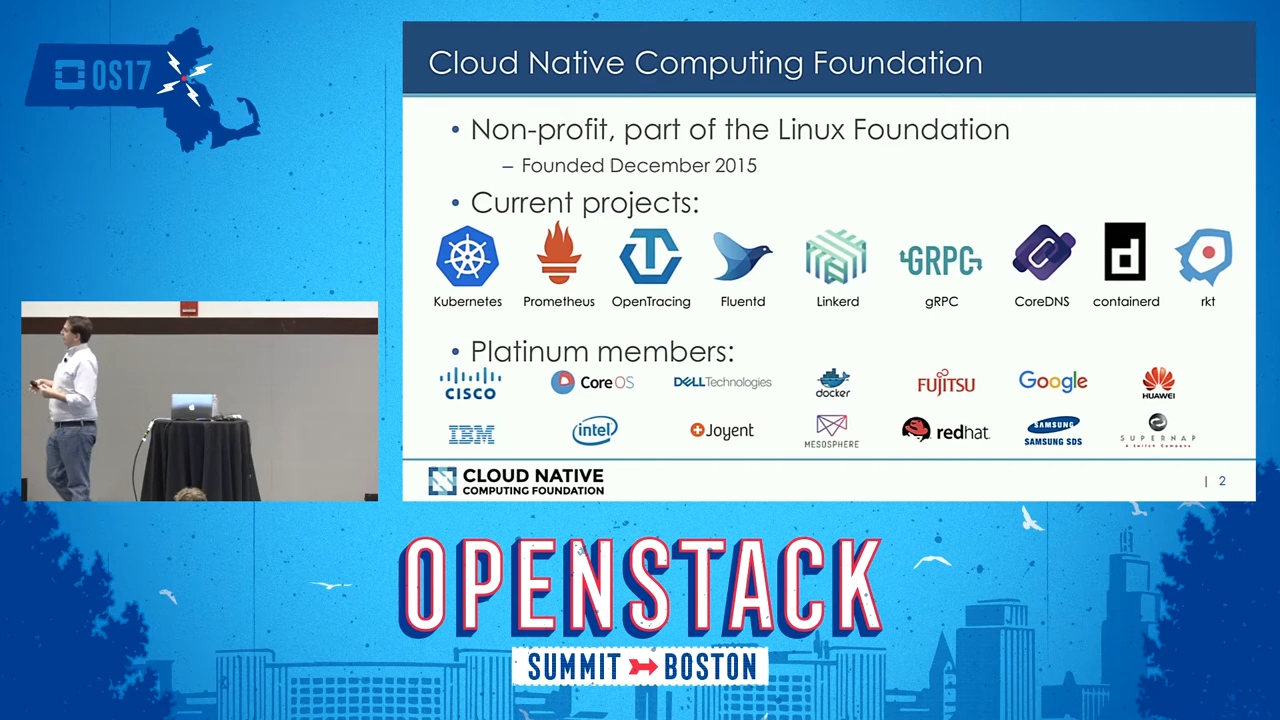 OS17
Cloud Native Computing Foundation
• Non-profit, part of the Linux Foundation
– Founded December 2015
• Current projects:
GRPC
Kubernetes Prometheus OpenTracing Fluentd Linkerd gRPC CoreDNS containerd rkt
• Platinum members:
CISCO CoreOS DELLTechnologies docker FUJITSU Google HUAWEI
IBM intel Joyent MESOSPHERE redhat. SAMSUNG SAMSUNG SDS SUPERNAP
A Switch Company
CLOUD NATIVE
COMPUTING FOUNDATION
| 2
OPENSTACK
SUMMIT BOSTON